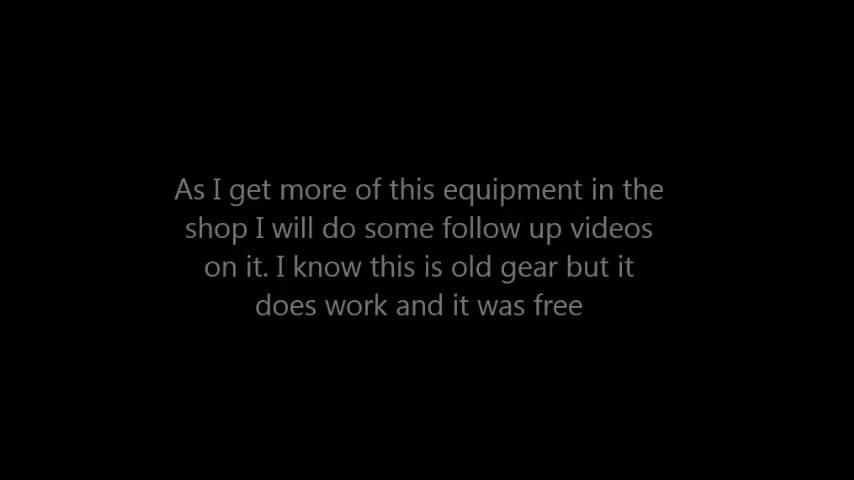 As I get more of this equipment in the
shop I will do some follow up videos
on it. I know this is old gear but it
does work and it was free